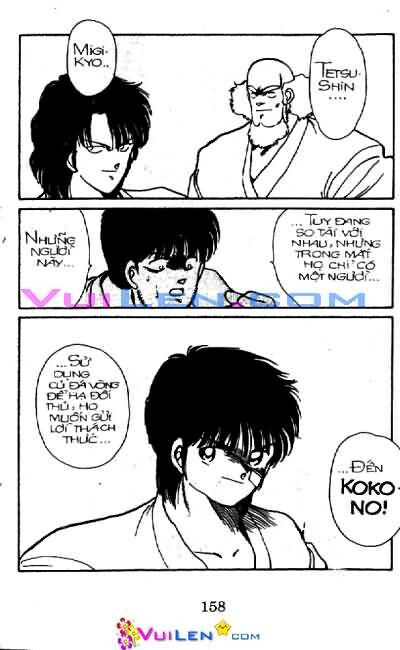 MIGI-
KYO..
TETSU-
SHIN
....
NHỮNG
NGƯỜI
NÀY...
...TUY ĐANG
SO TÀI VỚI
NHAU, NHƯNG
TRONG MẮT
HỌ CHỈ CÓ
MỘT NGƯỜI...
VUILEN.COM
...SỬ
DỤNG
CÚ ĐÁ VÒNG
ĐỂ HẠ ĐỐI
THỦ, HỌ
MUỐN GỬI
LỜI THÁCH
THỨC...
...ĐẾN
KOKO-
NO!
158
VUILEN.COM